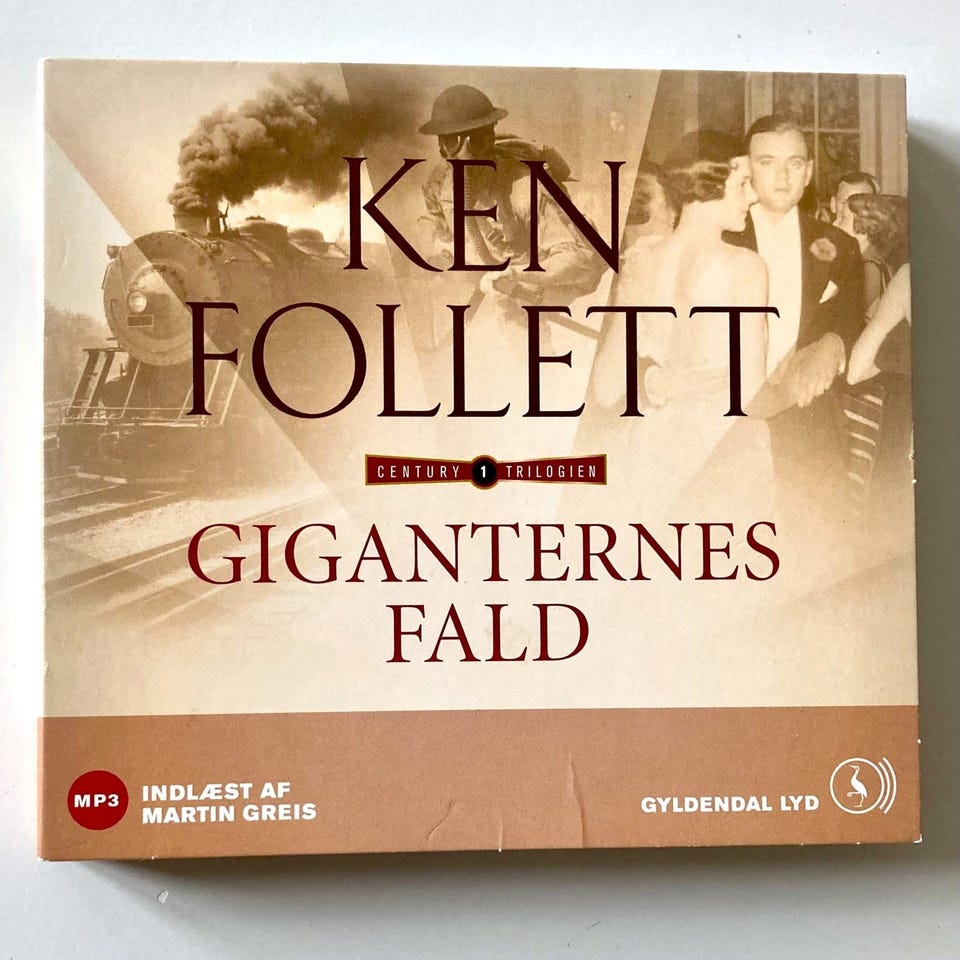 KEN
FOLLETT
CENTURY 1 TRILOGIEN
GIGANTERNES
FALD
MP3
INDLÆST AF
MARTIN GREIS
GYLDENDAL LYD